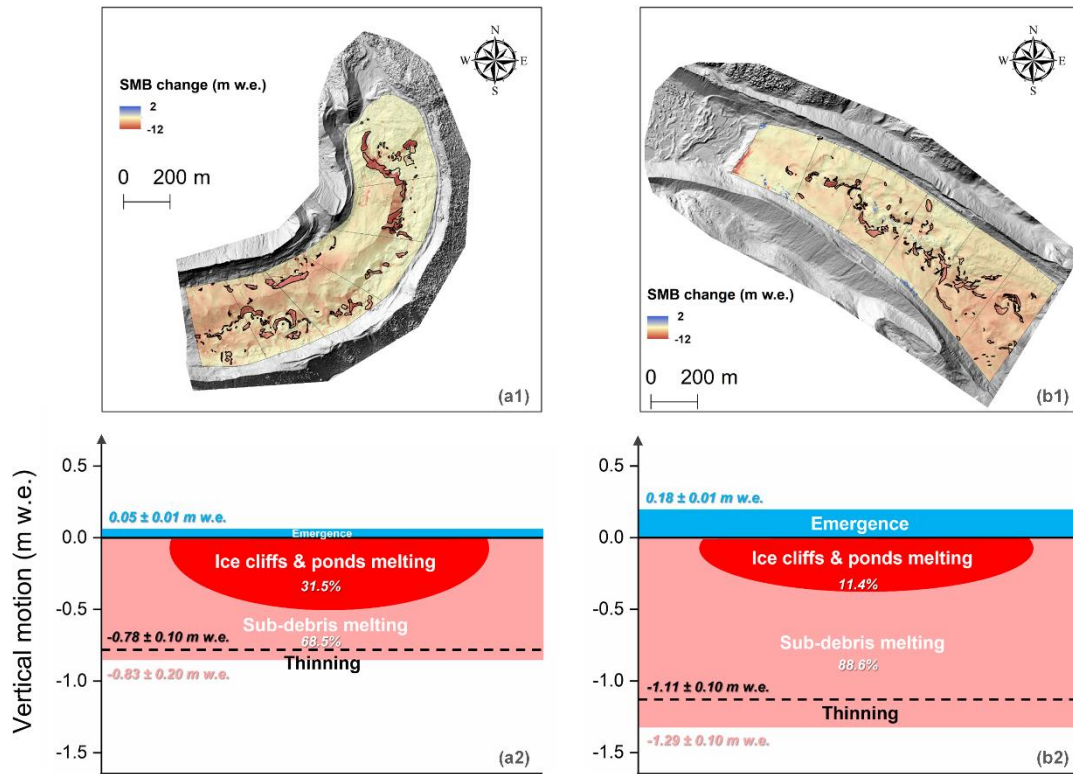 N
W E
S
SMB change (m w.e.)
2
-12
0 200 m
(a1)
N
W E
S
SMB change (m w.e.)
2
-12
0 200 m
(b1)
Vertical motion (m w.e.)
0.5
0.0
-0.5
-1.0
-1.5
0.05 ± 0.01 m w.e.
Emergence
Ice cliffs & ponds melting
31.5%
Sub-debris melting
68.5%
-0.78 ± 0.10 m w.e.
Thinning
-0.83 ± 0.20 m w.e.
(a2)
0.5
0.0
-0.5
-1.0
-1.5
0.18 ± 0.01 m w.e.
Emergence
Ice cliffs & ponds melting
11.4%
Sub-debris melting
88.6%
-1.11 ± 0.10 m w.e.
Thinning
-1.29 ± 0.10 m w.e.
(b2)